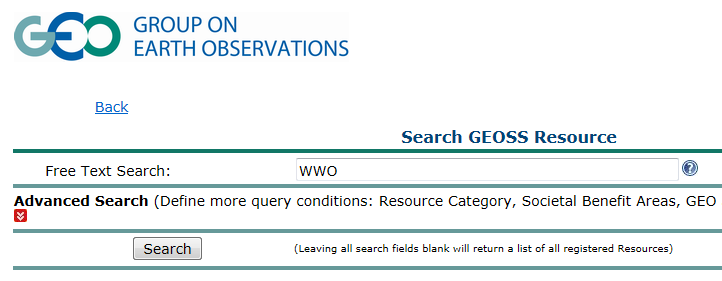 GEO GROUP ON
EARTH OBSERVATIONS
Back
Search GEOSS Resource
Free Text Search: WWO ?
Advanced Search (Define more query conditions: Resource Category, Societal Benefit Areas, GEO
Search (Leaving all search fields blank will return a list of all registered Resources)